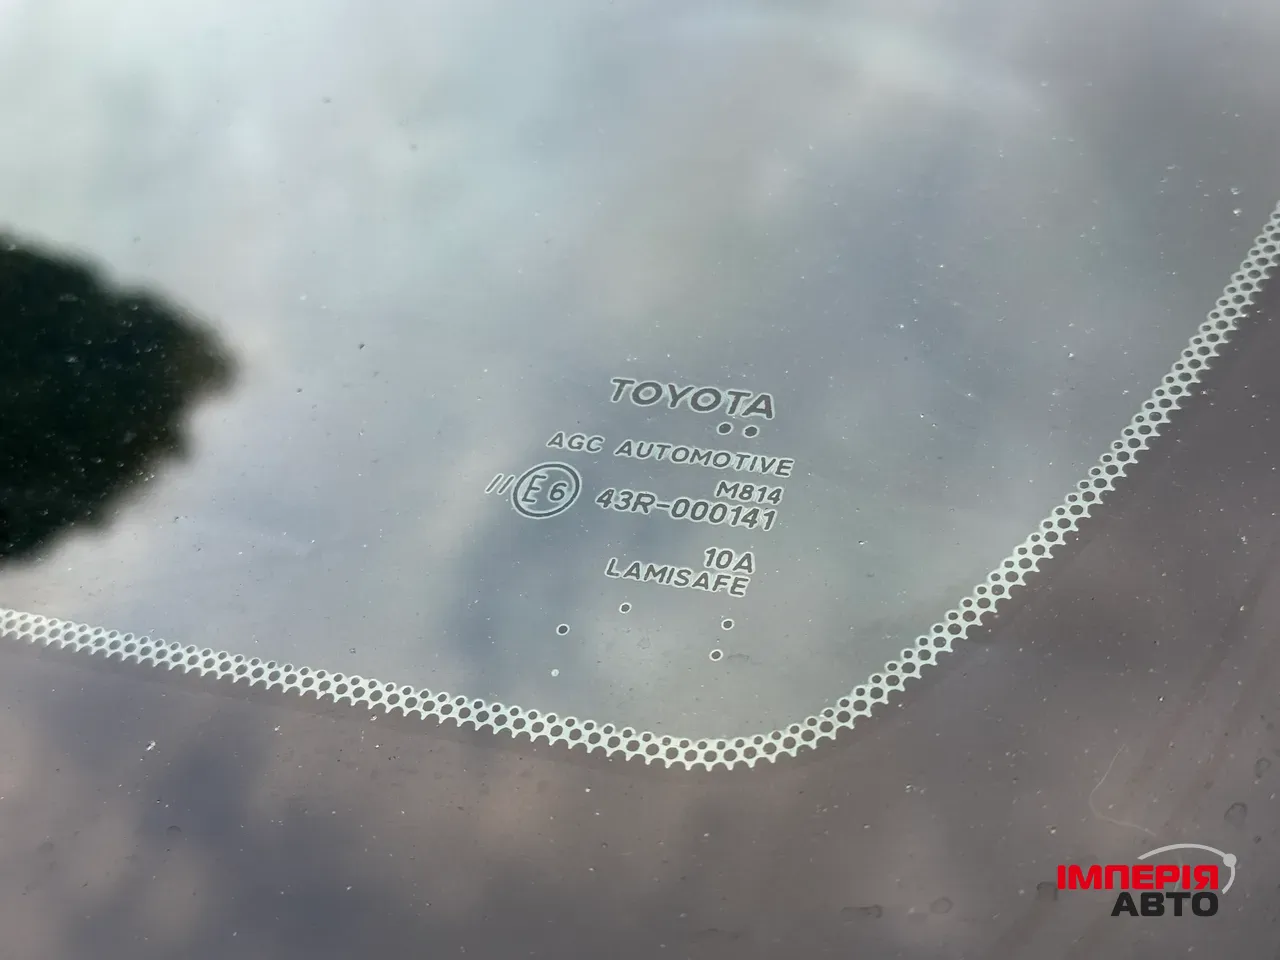 TOYOTA
AGC AUTOMOTIVE
M814
//E6 43R-000141
10A
LAMISAFE
ІМПЕРІЯ
АВТО